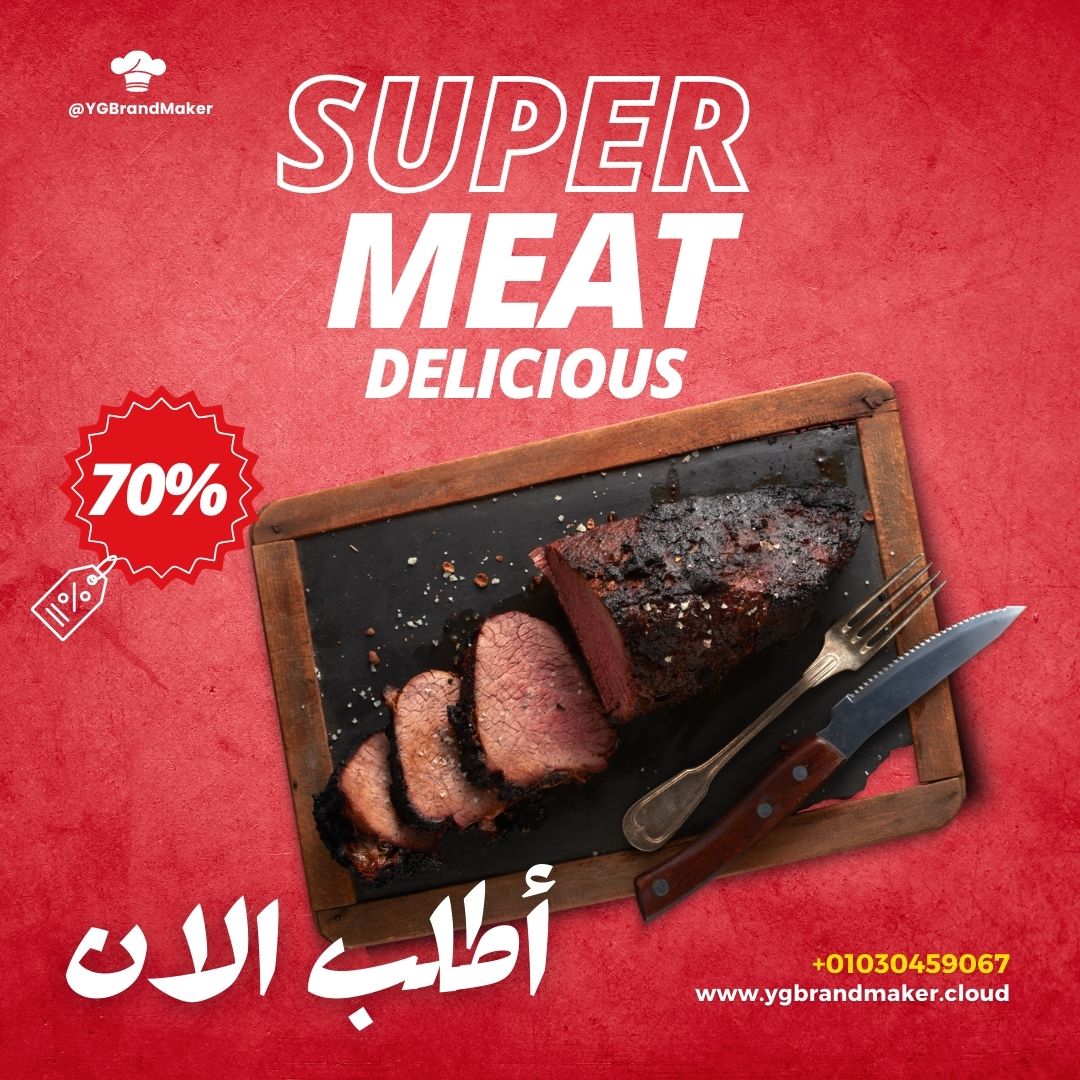 @YGBrandMaker
SUPER
MEAT
DELICIOUS
70%
%
أطلب الان
+01030459067
www.ygbrandmaker.cloud